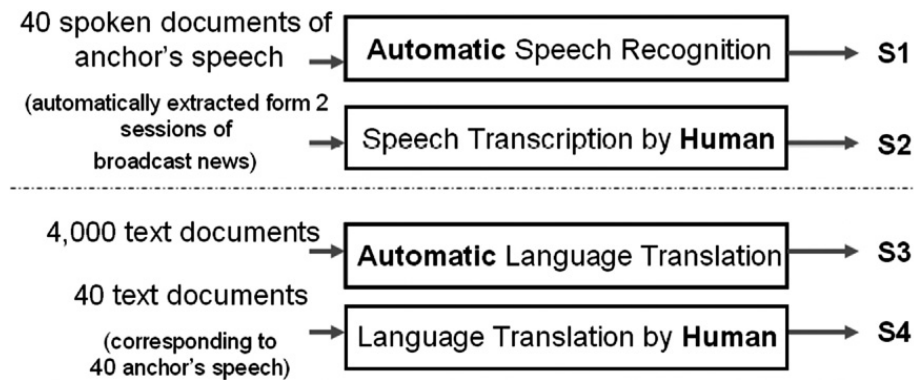 40 spoken documents of
anchor's speech
(automatically extracted form 2
sessions of
broadcast news)
Automatic Speech Recognition
S1
Speech Transcription by Human
S2
4,000 text documents
Automatic Language Translation
S3
40 text documents
(corresponding to
40 anchor's speech)
Language Translation by Human
S4